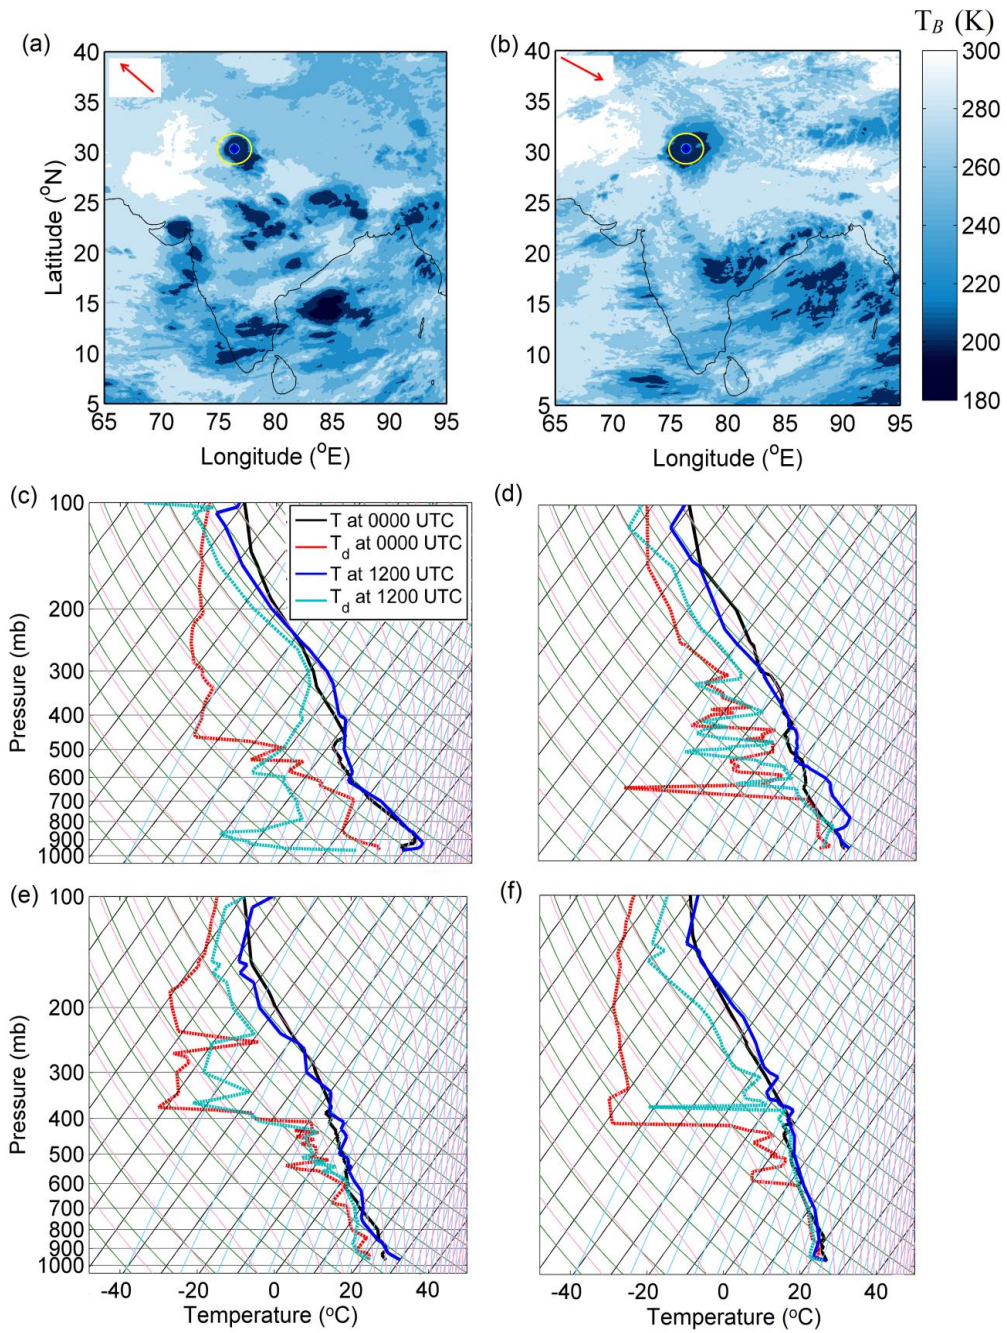 T_B (K)
(a)
(b)
40
35
30
25
20
15
10
5
Latitude (°N)
65 70 75 80 85 90 95
Longitude (°E)
40
35
30
25
20
15
10
5
65 70 75 80 85 90 95
Longitude (°E)
300
280
260
240
220
200
180
(c)
(d)
100
200
300
400
500
600
700
800
900
1000
Pressure (mb)
T at 0000 UTC
T_d at 0000 UTC
T at 1200 UTC
T_d at 1200 UTC
(e)
(f)
100
200
300
400
500
600
700
800
900
1000
Pressure (mb)
-40 -20 0 20 40
Temperature (°C)
-40 -20 0 20 40
Temperature (°C)